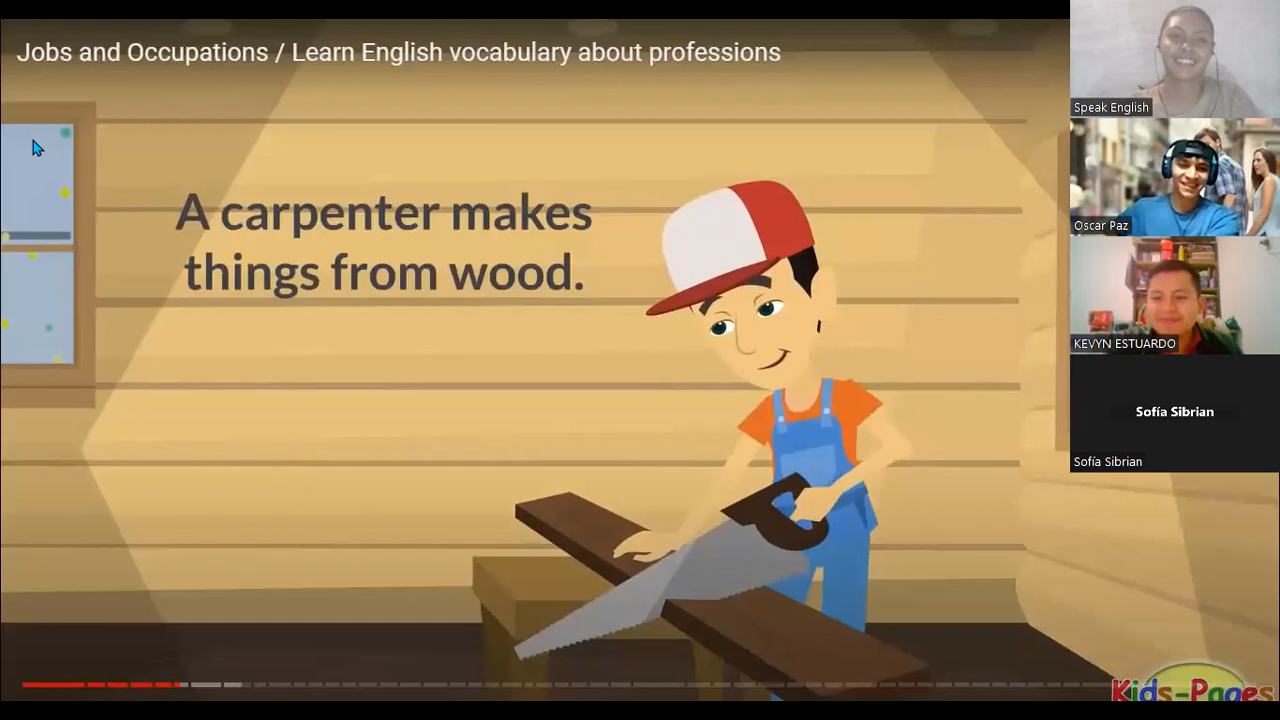 Jobs and Occupations / Learn English vocabulary about professions
A carpenter makes
things from wood.
Speak English
Oscar Paz
KEVYN ESTUARDO
Sofía Sibrian
Sofía Sibrian
Kids-Pages